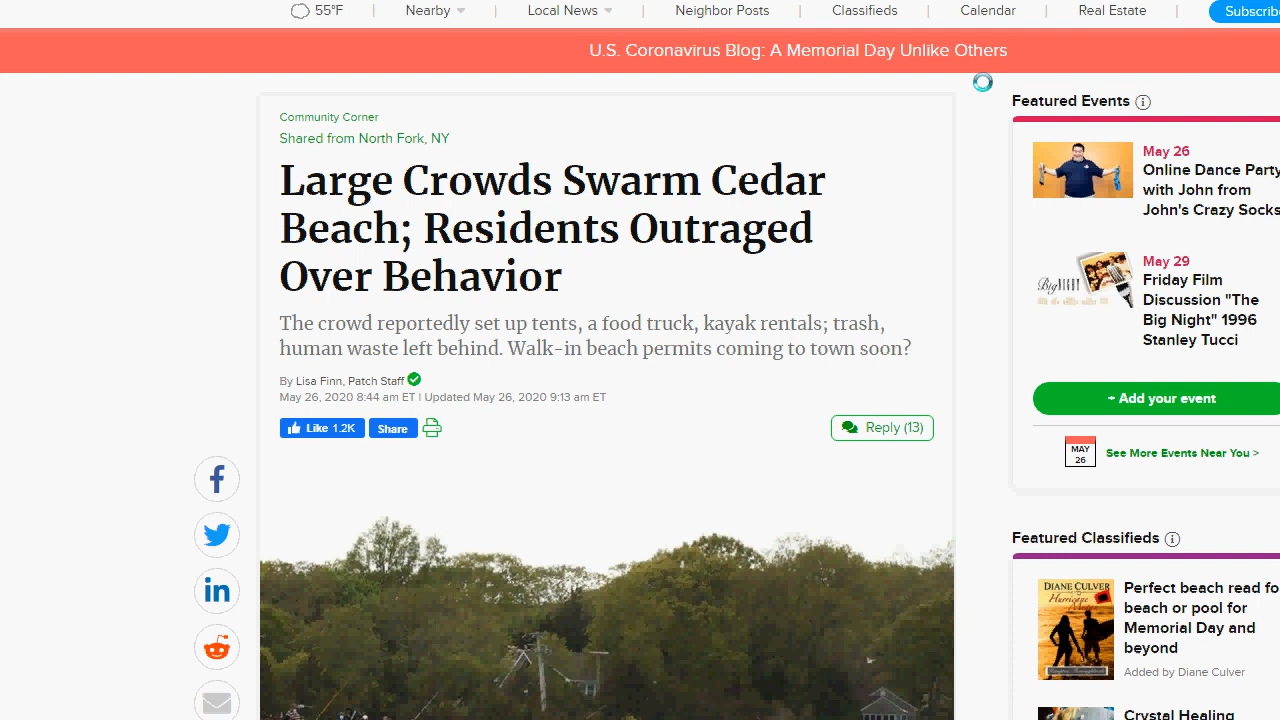 55°F
Nearby
Local News
Neighbor Posts
Classifieds
Calendar
Real Estate
U.S. Coronavirus Blog: A Memorial Day Unlike Others
Community Corner
Shared from North Fork, NY
Large Crowds Swarm Cedar
Beach; Residents Outraged
Over Behavior
The crowd reportedly set up tents, a food truck, kayak rentals; trash,
human waste left behind. Walk-in beach permits coming to town soon?
By Lisa Finn, Patch Staff
May 26, 2020 8:44 am ET | Updated May 26, 2020 9:13 am ET
Like 1.2K
Share
Reply (13)
Featured Events
May 26
Online Dance Party
with John from
John's Crazy Socks
May 29
Friday Film
Discussion "The
Big Night" 1996
Stanley Tucci
+ Add your event
MAY
26
See More Events Near You >
Featured Classifieds
DIANE CULVER
Perfect beach read fo
beach or pool for
Memorial Day and
beyond
Added by Diane Culver
Crystal Healing